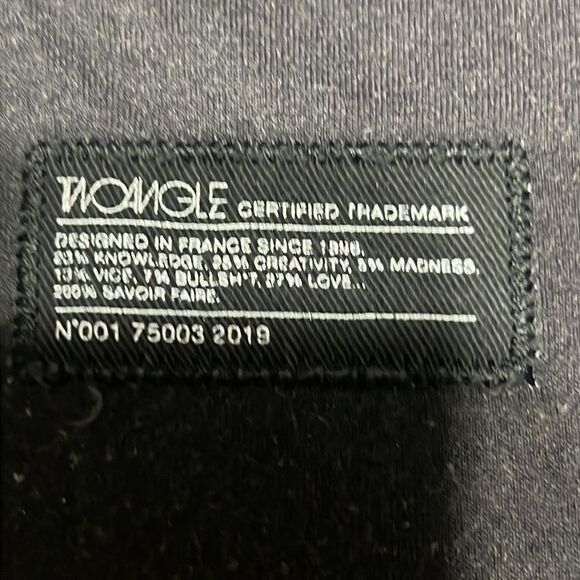 TWOANGLE CERTIFIED TRADEMARK
DESIGNED IN FRANCE SINCE 1998.
23% KNOWLEDGE, 25% CREATIVITY, 5% MADNESS,
13% VICE, 7% BULLSH*T, 27% LOVE...
200% SAVOIR FAIRE.
N°001 75003 2019